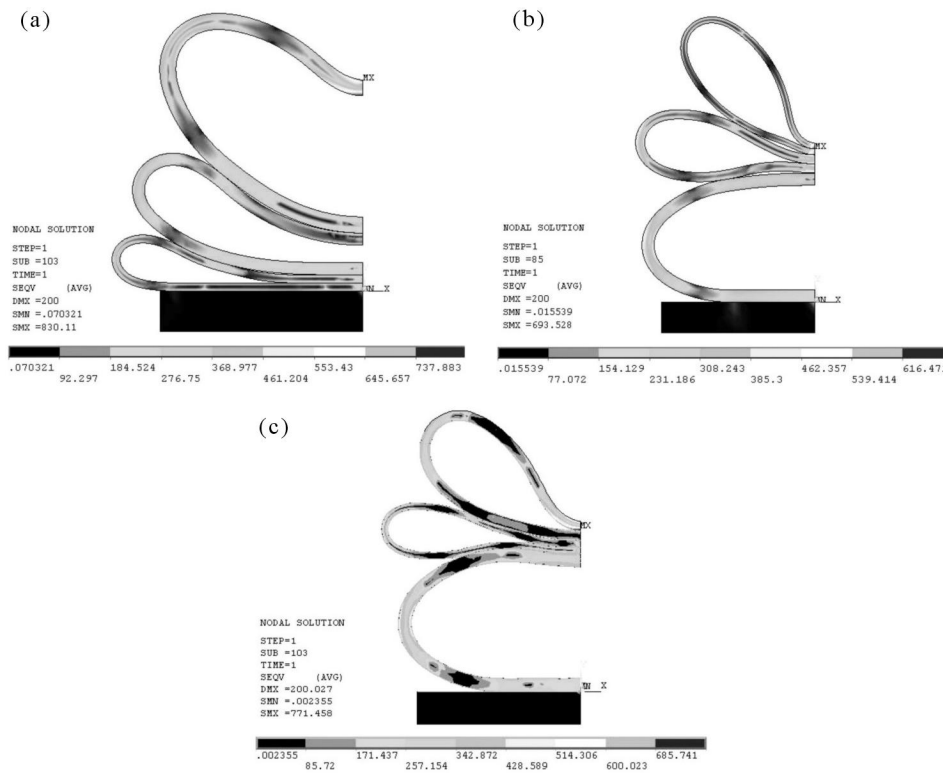 (a)
MX
NODAL SOLUTION
STEP=1
SUB =103
TIME=1
SEQV (AVG)
DMX =200
SMN =.070321
SMX =830.11
X
.070321 184.524 368.977 553.43 737.883
92.297 276.75 461.204 645.657
(b)
MX
NODAL SOLUTION
STEP=1
SUB =85
TIME=1
SEQV (AVG)
DMX =200
SMN =.015539
SMX =693.528
X
.015539 154.129 308.243 462.357 616.471
77.072 231.186 385.3 539.414
(c)
MX
NODAL SOLUTION
STEP=1
SUB =103
TIME=1
SEQV (AVG)
DMX =200.027
SMN =.002355
SMX =771.458
X
.002355 171.437 342.872 514.306 685.741
85.72 257.154 428.589 600.023